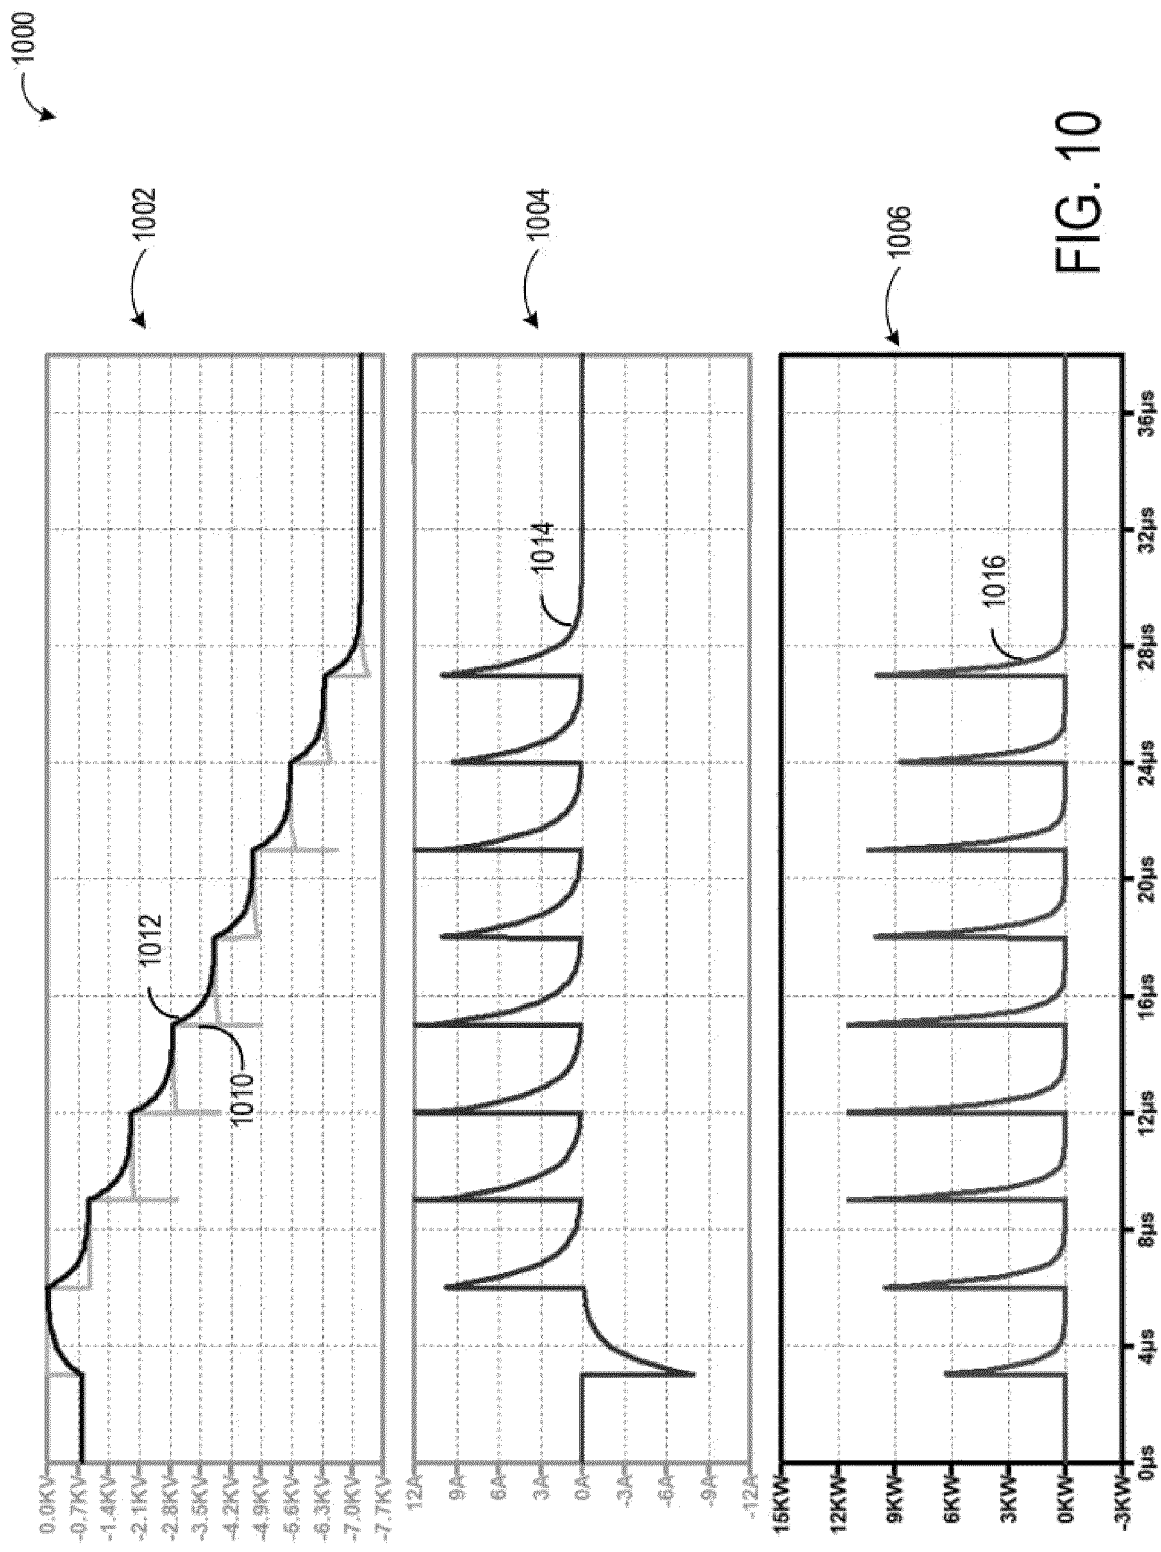 1000
1002
0.0KV
-0.7KV
-1.4KV
-2.1KV
-2.8KV
-3.5KV
-4.2KV
-4.9KV
-5.6KV
-6.3KV
-7.0KV
-7.7KV
1012
1010
1004
12A
9A
6A
3A
0A
-3A
-6A
-9A
-12A
1014
1006
15KW
12KW
9KW
6KW
3KW
0KW
-3KW
1016
0µs 4µs 8µs 12µs 16µs 20µs 24µs 28µs 32µs 36µs
FIG. 10